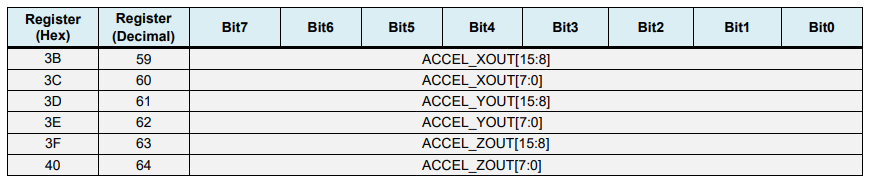 Register (Hex) Register (Decimal) Bit7 Bit6 Bit5 Bit4 Bit3 Bit2 Bit1 Bit0
3B 59 ACCEL_XOUT[15:8]
3C 60 ACCEL_XOUT[7:0]
3D 61 ACCEL_YOUT[15:8]
3E 62 ACCEL_YOUT[7:0]
3F 63 ACCEL_ZOUT[15:8]
40 64 ACCEL_ZOUT[7:0]